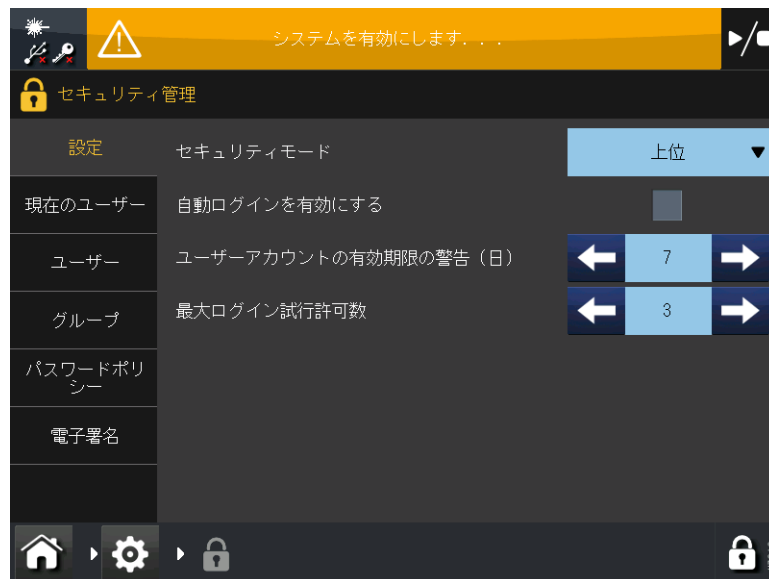 システムを有効にします...
セキュリティ管理
設定
現在のユーザー
ユーザー
グループ
パスワードポリ
シー
電子署名
セキュリティモード
上位
自動ログインを有効にする
ユーザーアカウントの有効期限の警告（日）
7
最大ログイン試行許可数
3